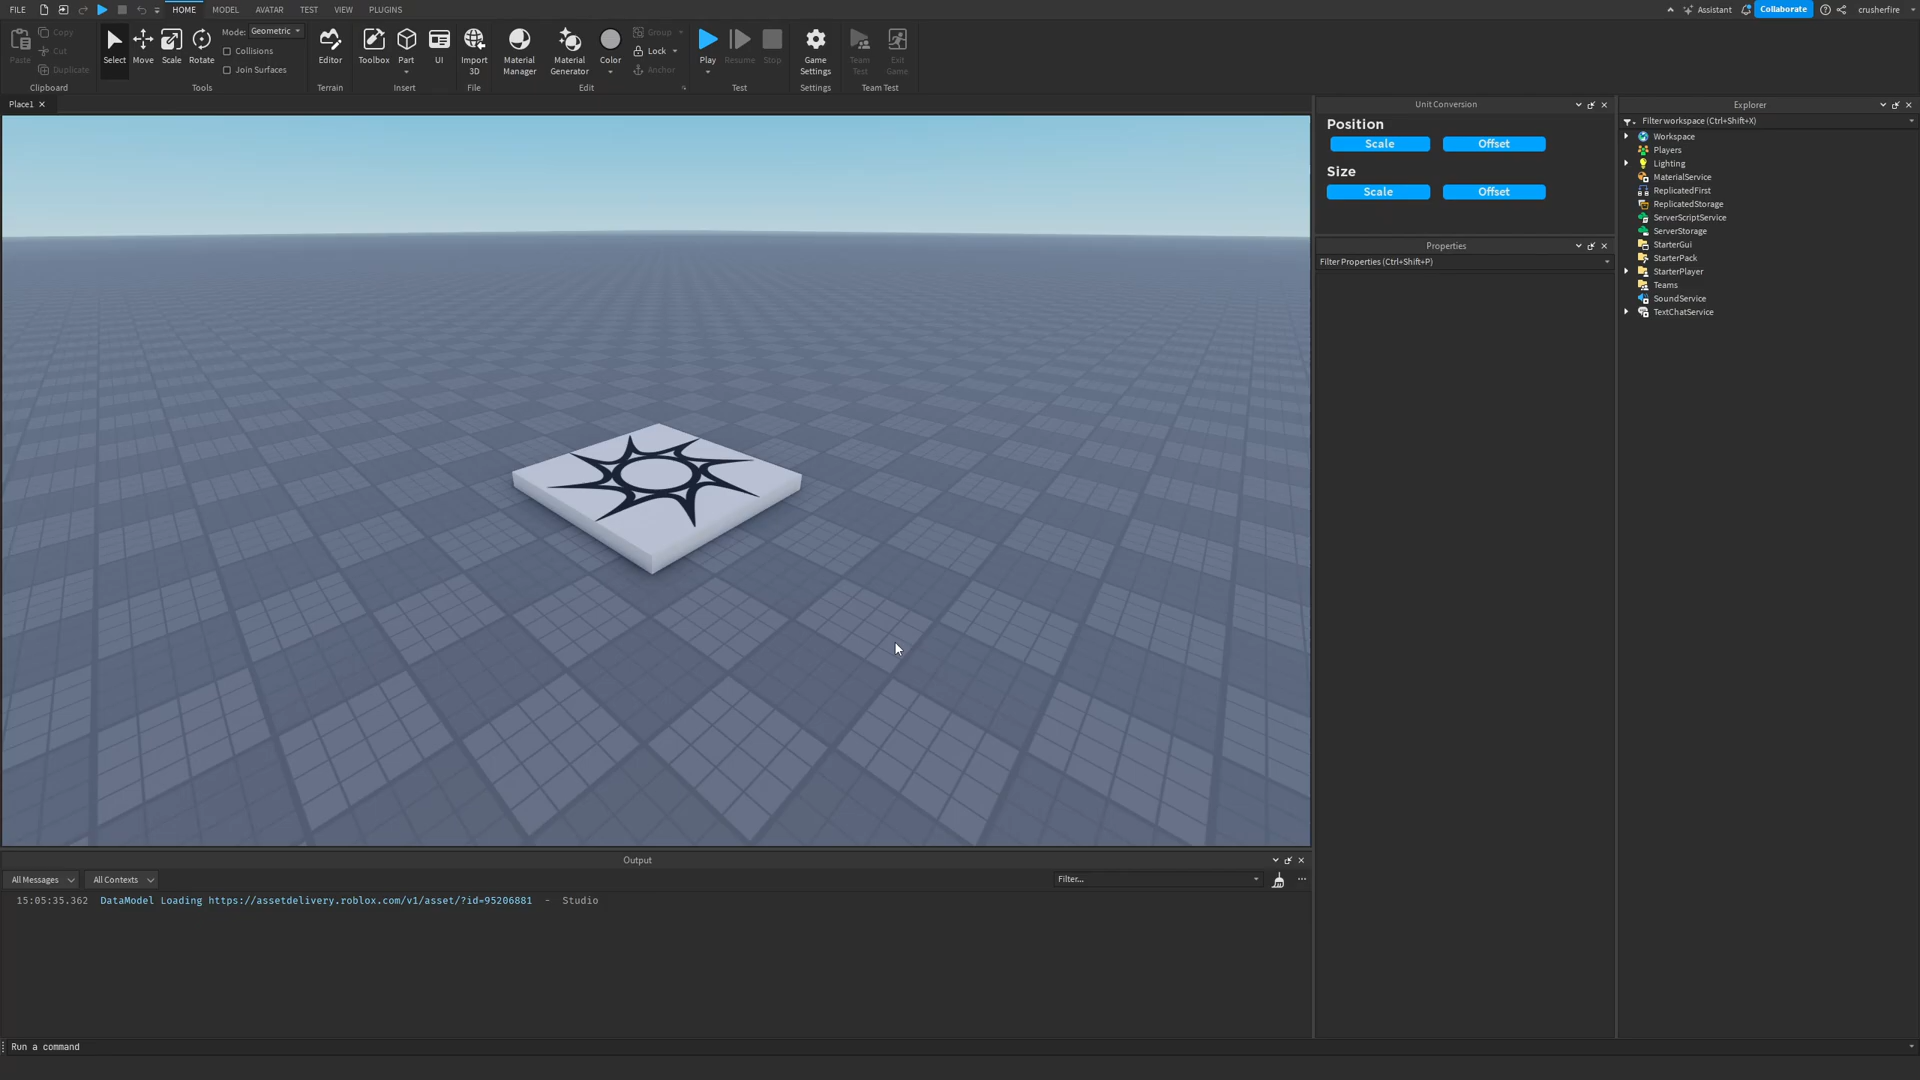 FILE HOME MODEL AVATAR TEST VIEW PLUGINS Assistant Collaborate crusherfire
Paste Copy Cut Duplicate Clipboard
Select Move Scale Rotate Mode: Geometric Collisions Join Surfaces Tools
Editor Terrain
Toolbox Part UI Insert
Import 3D File
Material Manager Material Generator Color Group Lock Anchor Edit
Play Resume Stop Test
Game Settings Settings
Team Test Exit Game Team Test
Place1
Unit Conversion
Position
Scale Offset
Size
Scale Offset
Properties
Filter Properties (Ctrl+Shift+P)
Explorer
Filter workspace (Ctrl+Shift+X)
Workspace
Players
Lighting
MaterialService
ReplicatedFirst
ReplicatedStorage
ServerScriptService
ServerStorage
StarterGui
StarterPack
StarterPlayer
Teams
SoundService
TextChatService
Output
All Messages All Contexts Filter...
15:05:35.362 DataModel Loading https://assetdelivery.roblox.com/v1/asset/?id=95206881 - Studio
Run a command